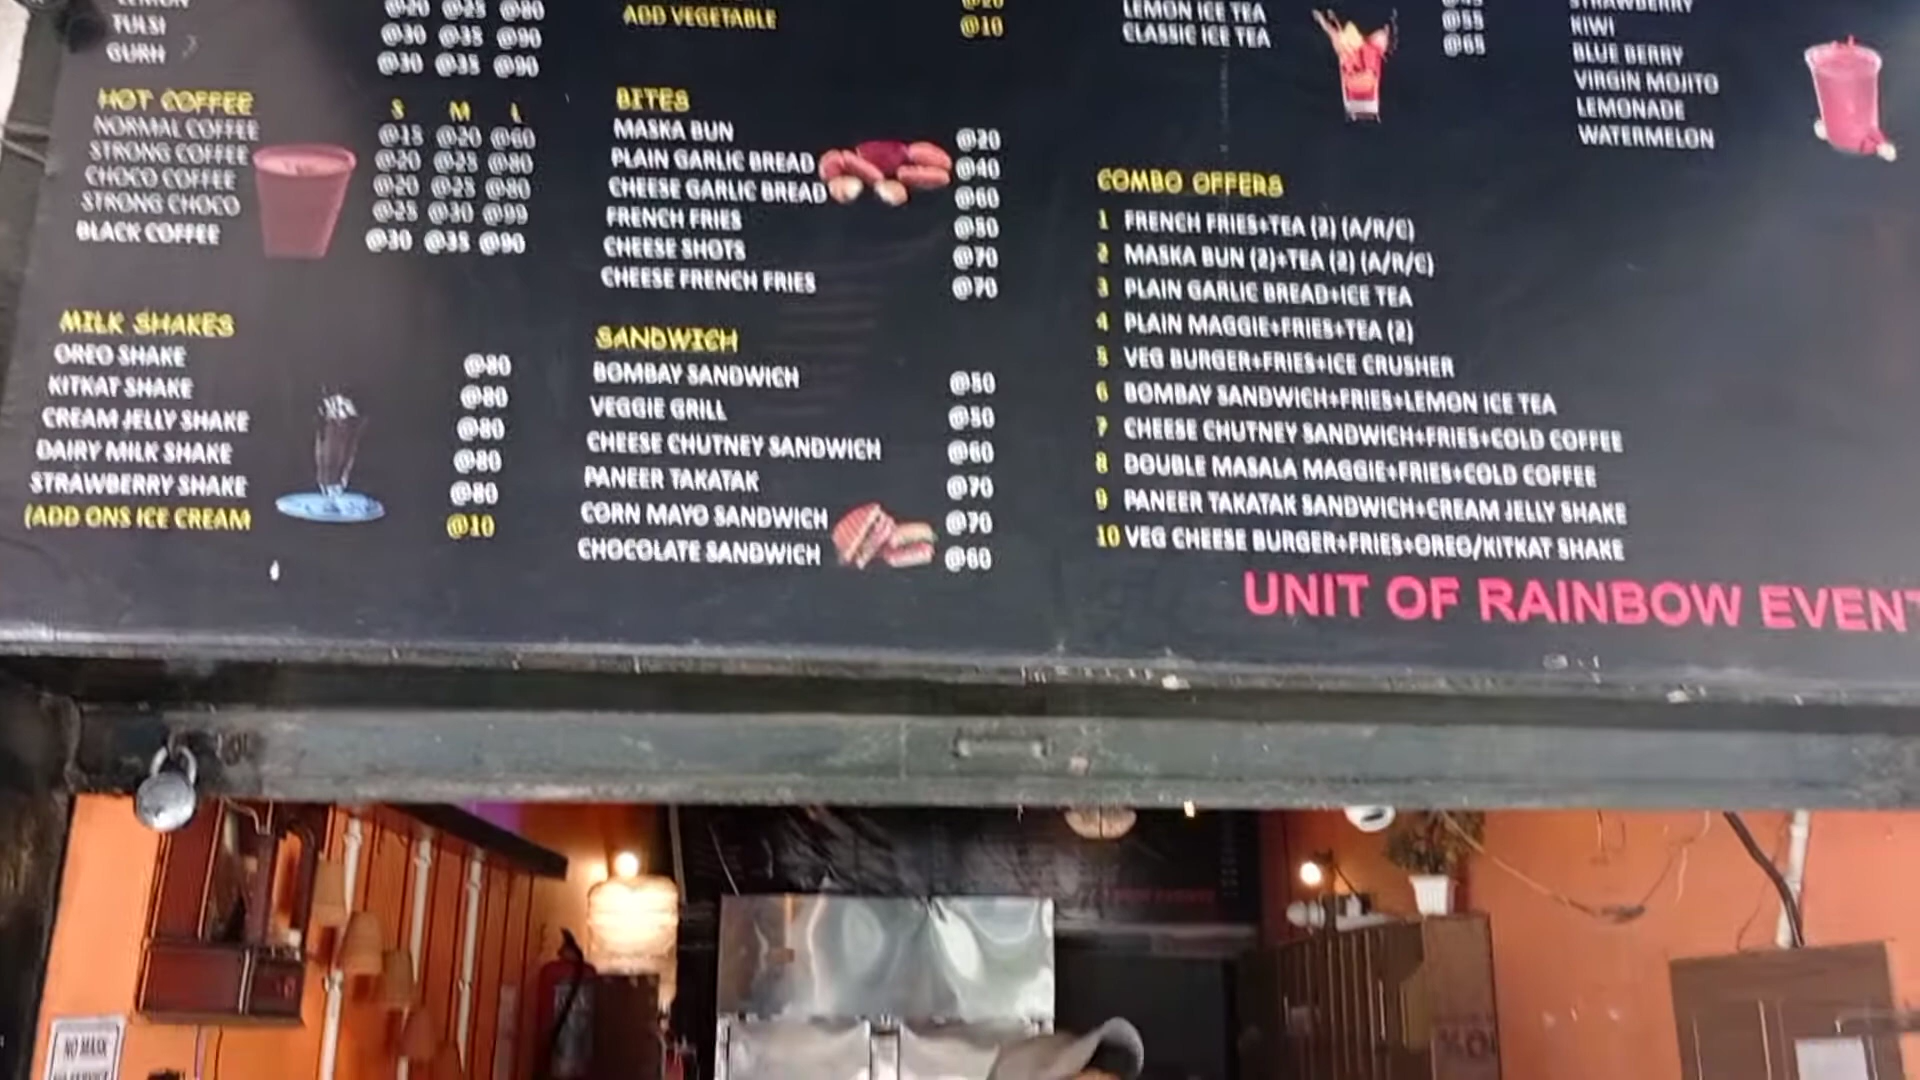 LEMON @20 @25 @80
TULSI @30 @35 @90
GURH @30 @35 @90
HOT COFFEE S M L
NORMAL COFFEE @15 @20 @60
STRONG COFFEE @20 @25 @80
CHOCO COFFEE @20 @25 @80
STRONG CHOCO @25 @30 @99
BLACK COFFEE @30 @35 @90
MILK SHAKES
OREO SHAKE @80
KITKAT SHAKE @80
CREAM JELLY SHAKE @80
DAIRY MILK SHAKE @80
STRAWBERRY SHAKE @80
(ADD ONS ICE CREAM @10
@20
ADD VEGETABLE @10
BITES
MASKA BUN @20
PLAIN GARLIC BREAD @40
CHEESE GARLIC BREAD @60
FRENCH FRIES @50
CHEESE SHOTS @70
CHEESE FRENCH FRIES @70
SANDWICH
BOMBAY SANDWICH @50
VEGGIE GRILL @50
CHEESE CHUTNEY SANDWICH @60
PANEER TAKATAK @70
CORN MAYO SANDWICH @70
CHOCOLATE SANDWICH @60
LEMON ICE TEA @55
CLASSIC ICE TEA @65
STRAWBERRY
KIWI
BLUE BERRY
VIRGIN MOJITO
LEMONADE
WATERMELON
COMBO OFFERS
1 FRENCH FRIES+TEA (2) (A/R/C)
2 MASKA BUN (2)+TEA (2) (A/R/C)
3 PLAIN GARLIC BREAD+ICE TEA
4 PLAIN MAGGIE+FRIES+TEA (2)
5 VEG BURGER+FRIES+ICE CRUSHER
6 BOMBAY SANDWICH+FRIES+LEMON ICE TEA
7 CHEESE CHUTNEY SANDWICH+FRIES+COLD COFFEE
8 DOUBLE MASALA MAGGIE+FRIES+COLD COFFEE
9 PANEER TAKATAK SANDWICH+CREAM JELLY SHAKE
10 VEG CHEESE BURGER+FRIES+OREO/KITKAT SHAKE
UNIT OF RAINBOW EVENT
NO MASK